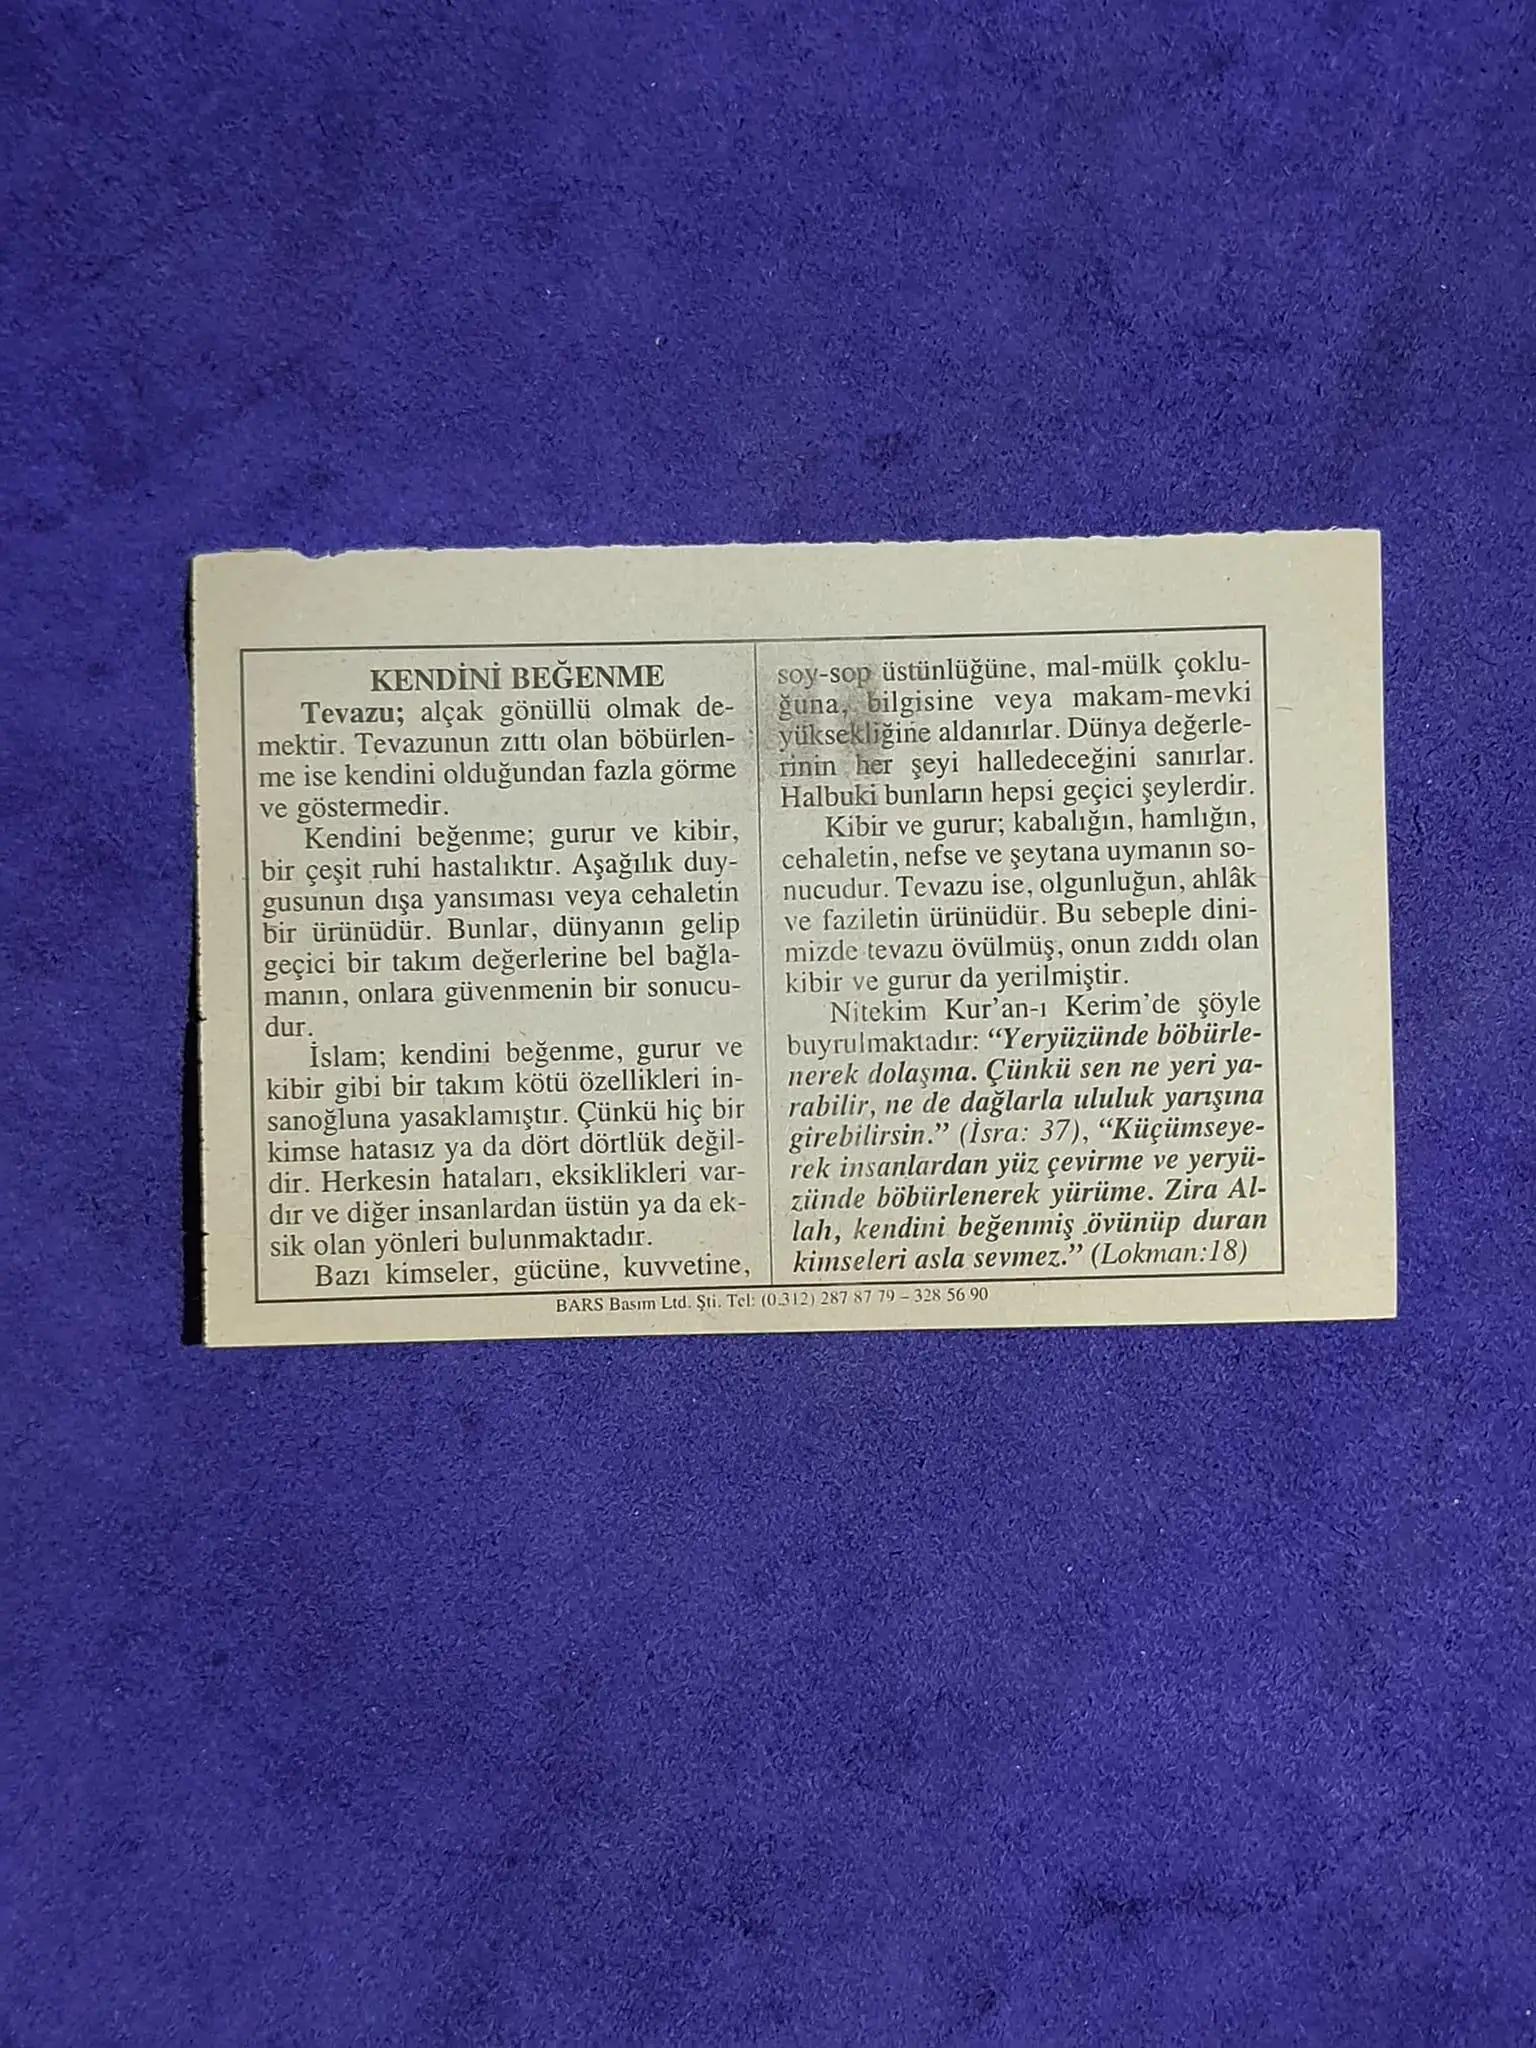 KENDİNİ BEĞENME
Tevazu; alçak gönüllü olmak de-
mektir. Tevazunun zıttı olan böbürlen-
me ise kendini olduğundan fazla görme
ve göstermedir.
Kendini beğenme; gurur ve kibir,
bir çeşit ruhi hastalıktır. Aşağılık duy-
gusunun dışa yansıması veya cehaletin
bir ürünüdür. Bunlar, dünyanın gelip
geçici bir takım değerlerine bel bağla-
manın, onlara güvenmenin bir sonucu-
dur.
İslam; kendini beğenme, gurur ve
kibir gibi bir takım kötü özellikleri in-
sanoğluna yasaklamıştır. Çünkü hiç bir
kimse hatasız ya da dört dörtlük değil-
dir. Herkesin hataları, eksiklikleri var-
dır ve diğer insanlardan üstün ya da ek-
sik olan yönleri bulunmaktadır.
Bazı kimseler, gücüne, kuvvetine,
soy-sop üstünlüğüne, mal-mülk çoklu-
ğuna, bilgisine veya makam-mevki
yüksekliğine aldanırlar. Dünya değerle-
rinin her şeyi halledeceğini sanırlar.
Halbuki bunların hepsi geçici şeylerdir.
Kibir ve gurur; kabalığın, hamlığın,
cehaletin, nefse ve şeytana uymanın so-
nucudur. Tevazu ise, olgunluğun, ahlâk
ve faziletin ürünüdür. Bu sebeple dini-
mizde tevazu övülmüş, onun zıddı olan
kibir ve gurur da yerilmiştir.
Nitekim Kur'an-ı Kerim'de şöyle
buyrulmaktadır: “Yeryüzünde böbürle-
nerek dolaşma. Çünkü sen ne yeri ya-
rabilir, ne de dağlarla ululuk yarışına
girebilirsin.” (İsra: 37), “Küçümseye-
rek insanlardan yüz çevirme ve yeryü-
zünde böbürlenerek yürüme. Zira Al-
lah, kendini beğenmiş övünüp duran
kimseleri asla sevmez.” (Lokman:18)
BARS Basım Ltd. Şti. Tel: (0.312) 287 87 79 – 328 56 90